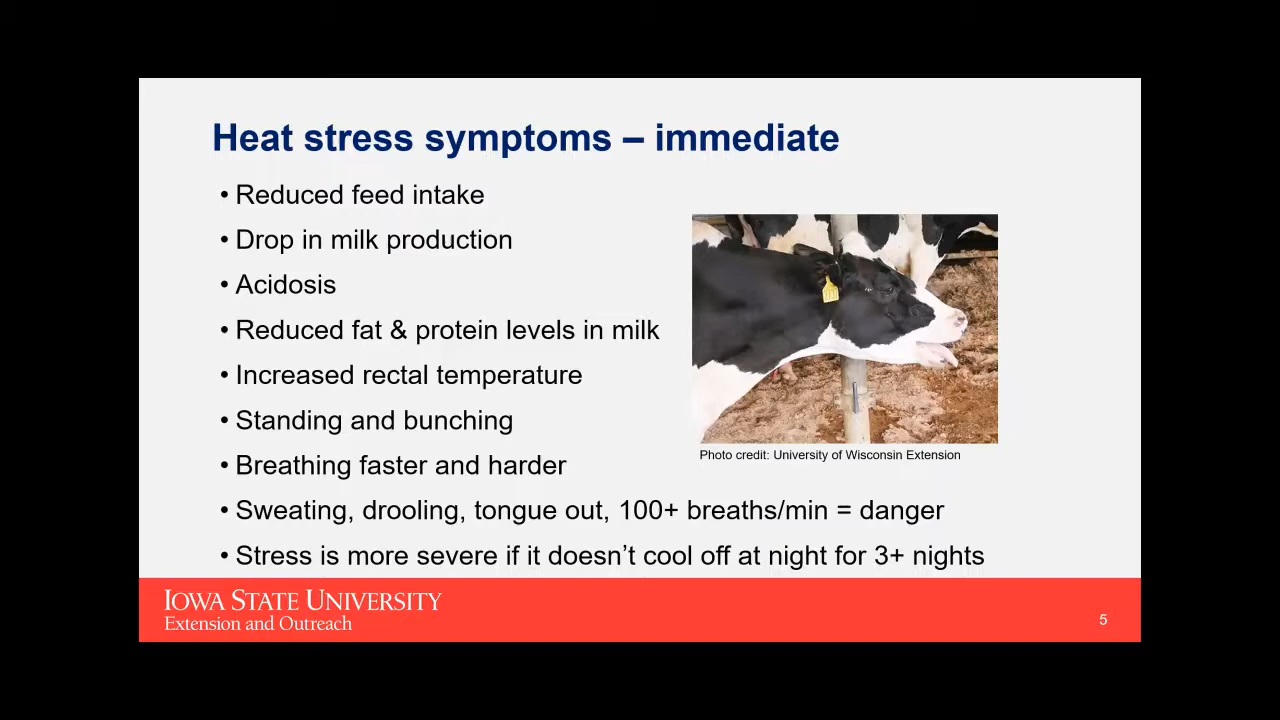 Heat stress symptoms – immediate
• Reduced feed intake
• Drop in milk production
• Acidosis
• Reduced fat & protein levels in milk
• Increased rectal temperature
• Standing and bunching
• Breathing faster and harder
• Sweating, drooling, tongue out, 100+ breaths/min = danger
• Stress is more severe if it doesn’t cool off at night for 3+ nights
Photo credit: University of Wisconsin Extension
IOWA STATE UNIVERSITY
Extension and Outreach
5